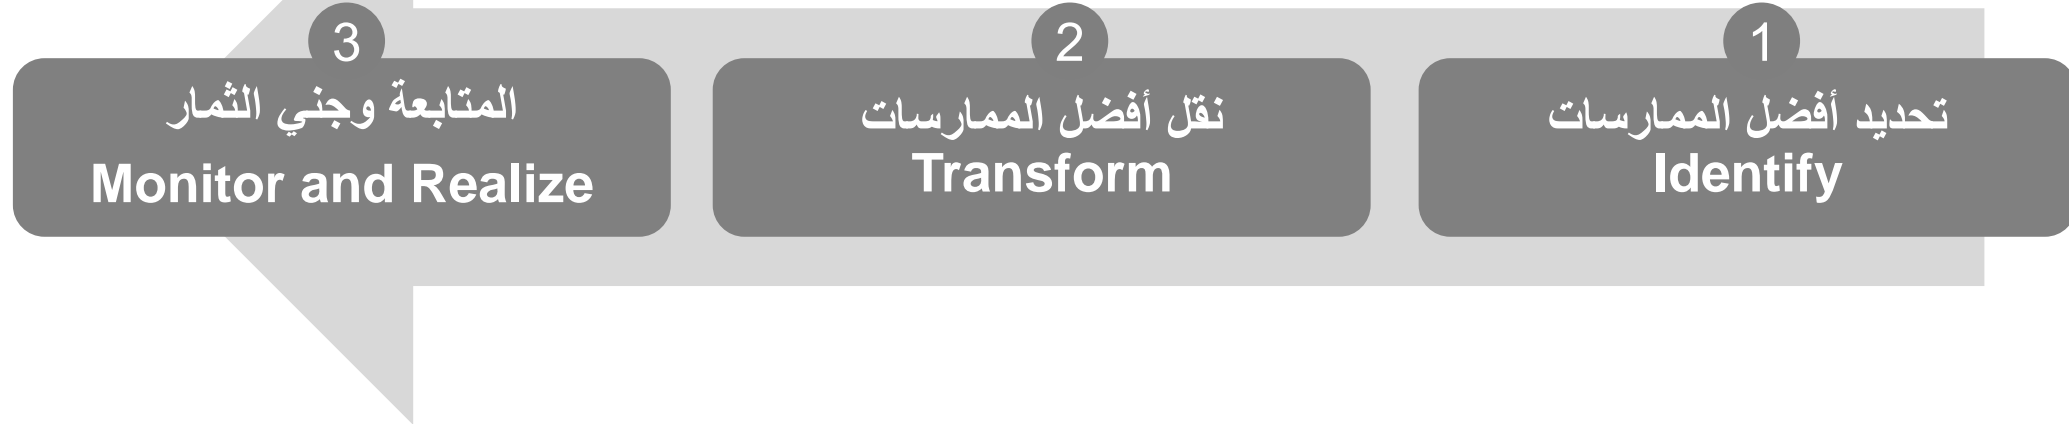 1
تحديد أفضل الممارسات
Identify
2
نقل أفضل الممارسات
Transform
3
المتابعة وجني الثمار
Monitor and Realize